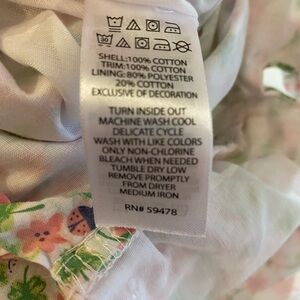 30
SHELL:100% COTTON
TRIM:100% COTTON
LINING: 80% POLYESTER
20% COTTON
EXCLUSIVE OF DECORATION
TURN INSIDE OUT
MACHINE WASH COOL
DELICATE CYCLE
WASH WITH LIKE COLORS
ONLY NON-CHLORINE
BLEACH WHEN NEEDED
TUMBLE DRY LOW
REMOVE PROMPTLY
FROM DRYER
MEDIUM IRON
RN# 59478